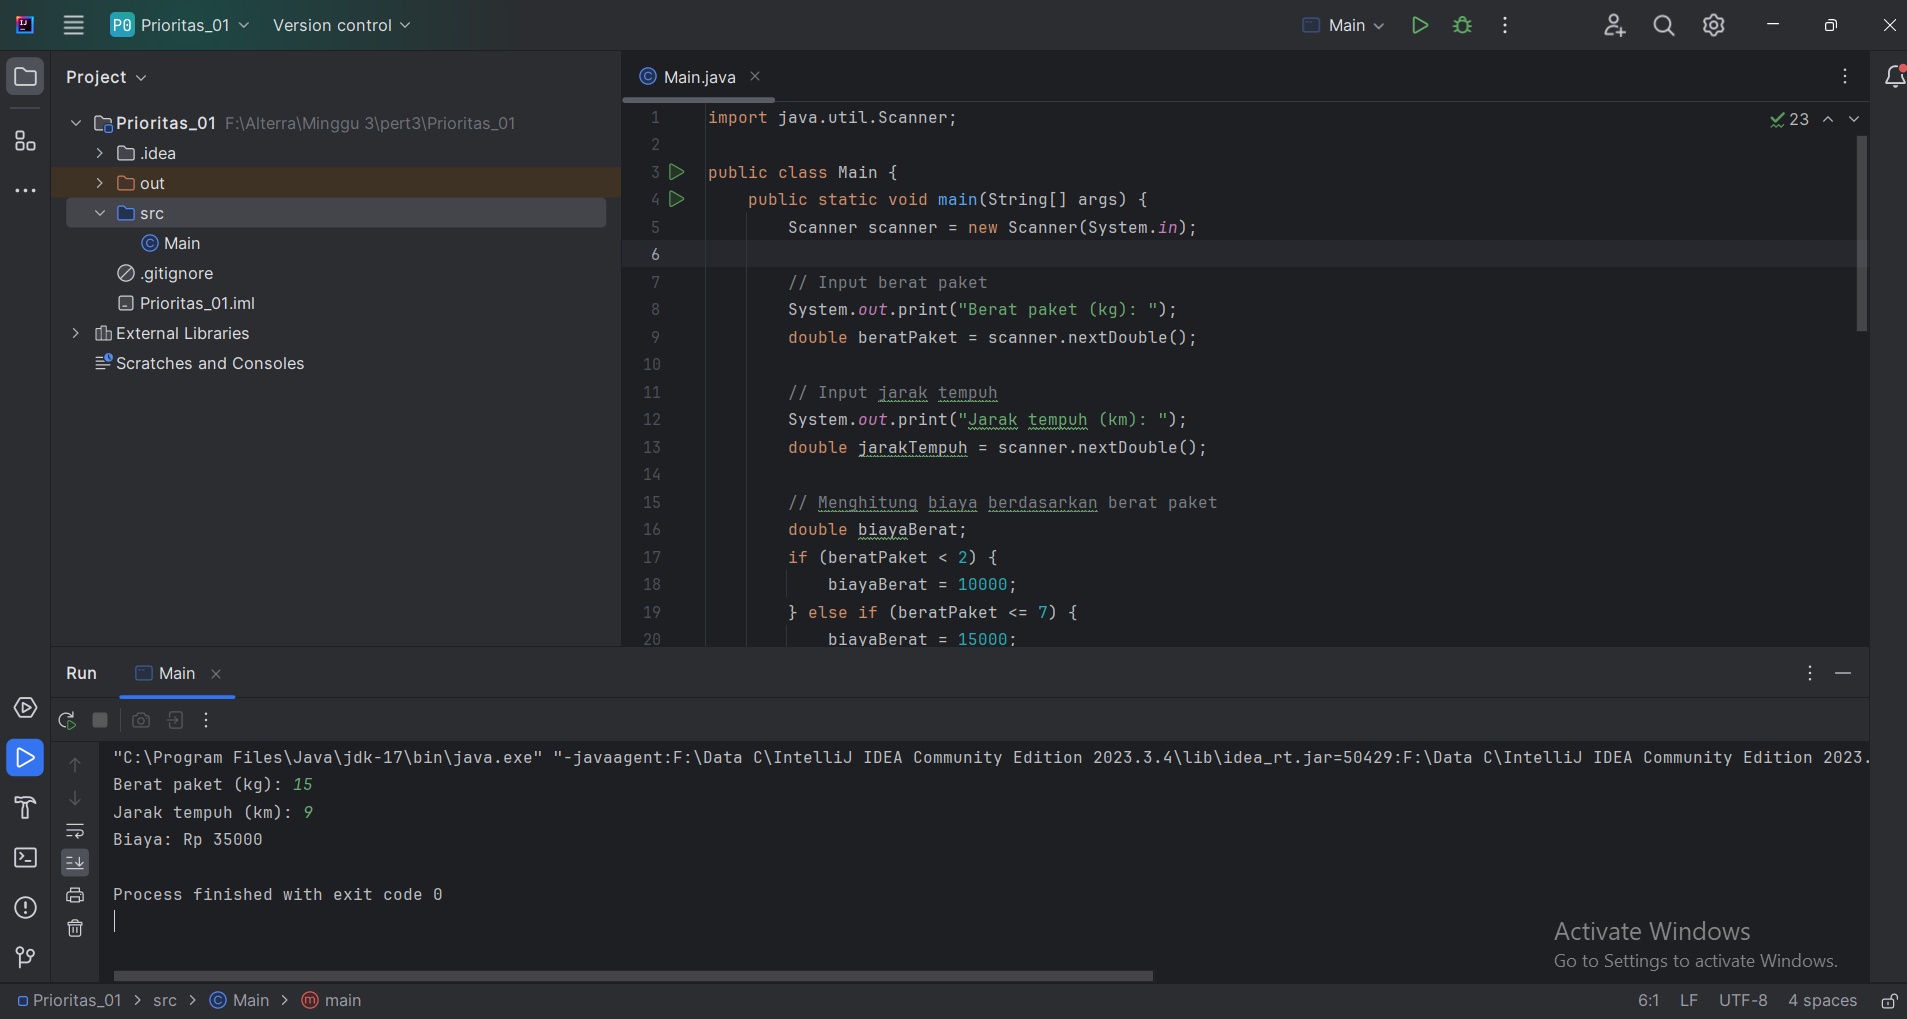 P0 Prioritas_01 Version control Main
Project
Main.java
Prioritas_01 F:\Alterra\Minggu 3\pert3\Prioritas_01
.idea
out
src
Main
.gitignore
Prioritas_01.iml
External Libraries
Scratches and Consoles
23
1 import java.util.Scanner;
2
3 public class Main {
4 public static void main(String[] args) {
5 Scanner scanner = new Scanner(System.in);
6
7 // Input berat paket
8 System.out.print("Berat paket (kg): ");
9 double beratPaket = scanner.nextDouble();
10
11 // Input jarak tempuh
12 System.out.print("Jarak tempuh (km): ");
13 double jarakTempuh = scanner.nextDouble();
14
15 // Menghitung biaya berdasarkan berat paket
16 double biayaBerat;
17 if (beratPaket < 2) {
18 biayaBerat = 10000;
19 } else if (beratPaket <= 7) {
20 biayaBerat = 15000;
Run Main
"C:\Program Files\Java\jdk-17\bin\java.exe" "-javaagent:F:\Data C\IntelliJ IDEA Community Edition 2023.3.4\lib\idea_rt.jar=50429:F:\Data C\IntelliJ IDEA Community Edition 2023.
Berat paket (kg): 15
Jarak tempuh (km): 9
Biaya: Rp 35000
Process finished with exit code 0
Activate Windows
Go to Settings to activate Windows.
Prioritas_01 > src > Main > main
6:1 LF UTF-8 4 spaces